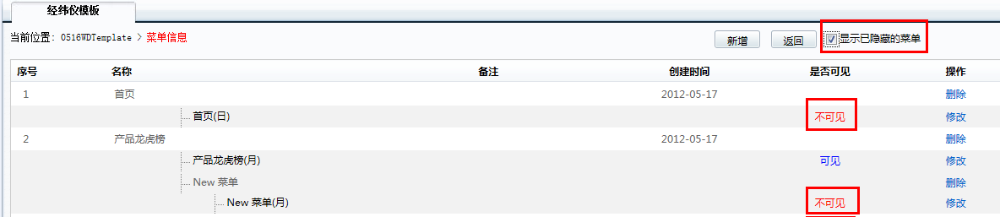 经纬仪模板
当前位置: 0516WDTemplate > 菜单信息 新增 返回 显示已隐藏的菜单
序号 名称 备注 创建时间 是否可见 操作
1 首页 2012-05-17 删除
首页(日) 不可见 修改
2 产品龙虎榜 2012-05-17 删除
产品龙虎榜(月) 可见 修改
New 菜单 删除
New 菜单(月) 不可见 修改